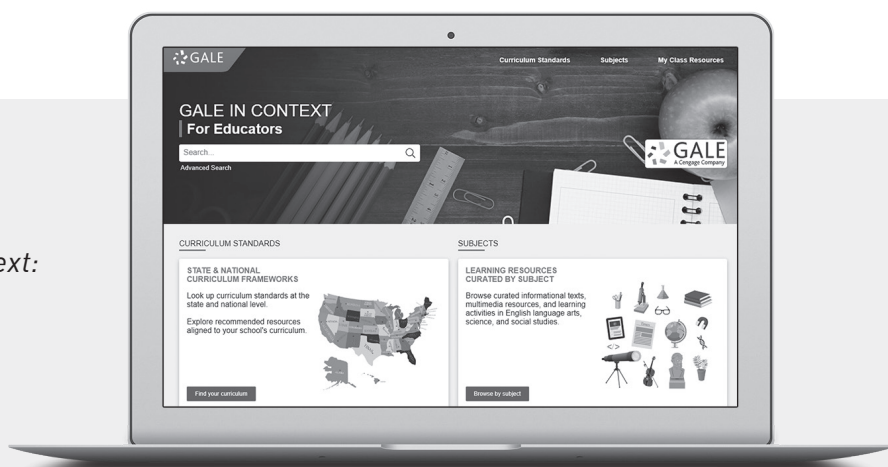 ext:
GALE
Curriculum Standards
Subjects
My Class Resources
GALE IN CONTEXT
For Educators
Search...
Advanced Search
GALE
A Cengage Company
CURRICULUM STANDARDS
STATE & NATIONAL
CURRICULUM FRAMEWORKS
Look up curriculum standards at the
state and national level.
Explore recommended resources
aligned to your school's curriculum.
Find your curriculum
SUBJECTS
LEARNING RESOURCES
CURATED BY SUBJECT
Browse curated informational texts,
multimedia resources, and learning
activities in English language arts,
science, and social studies.
Browse by subject